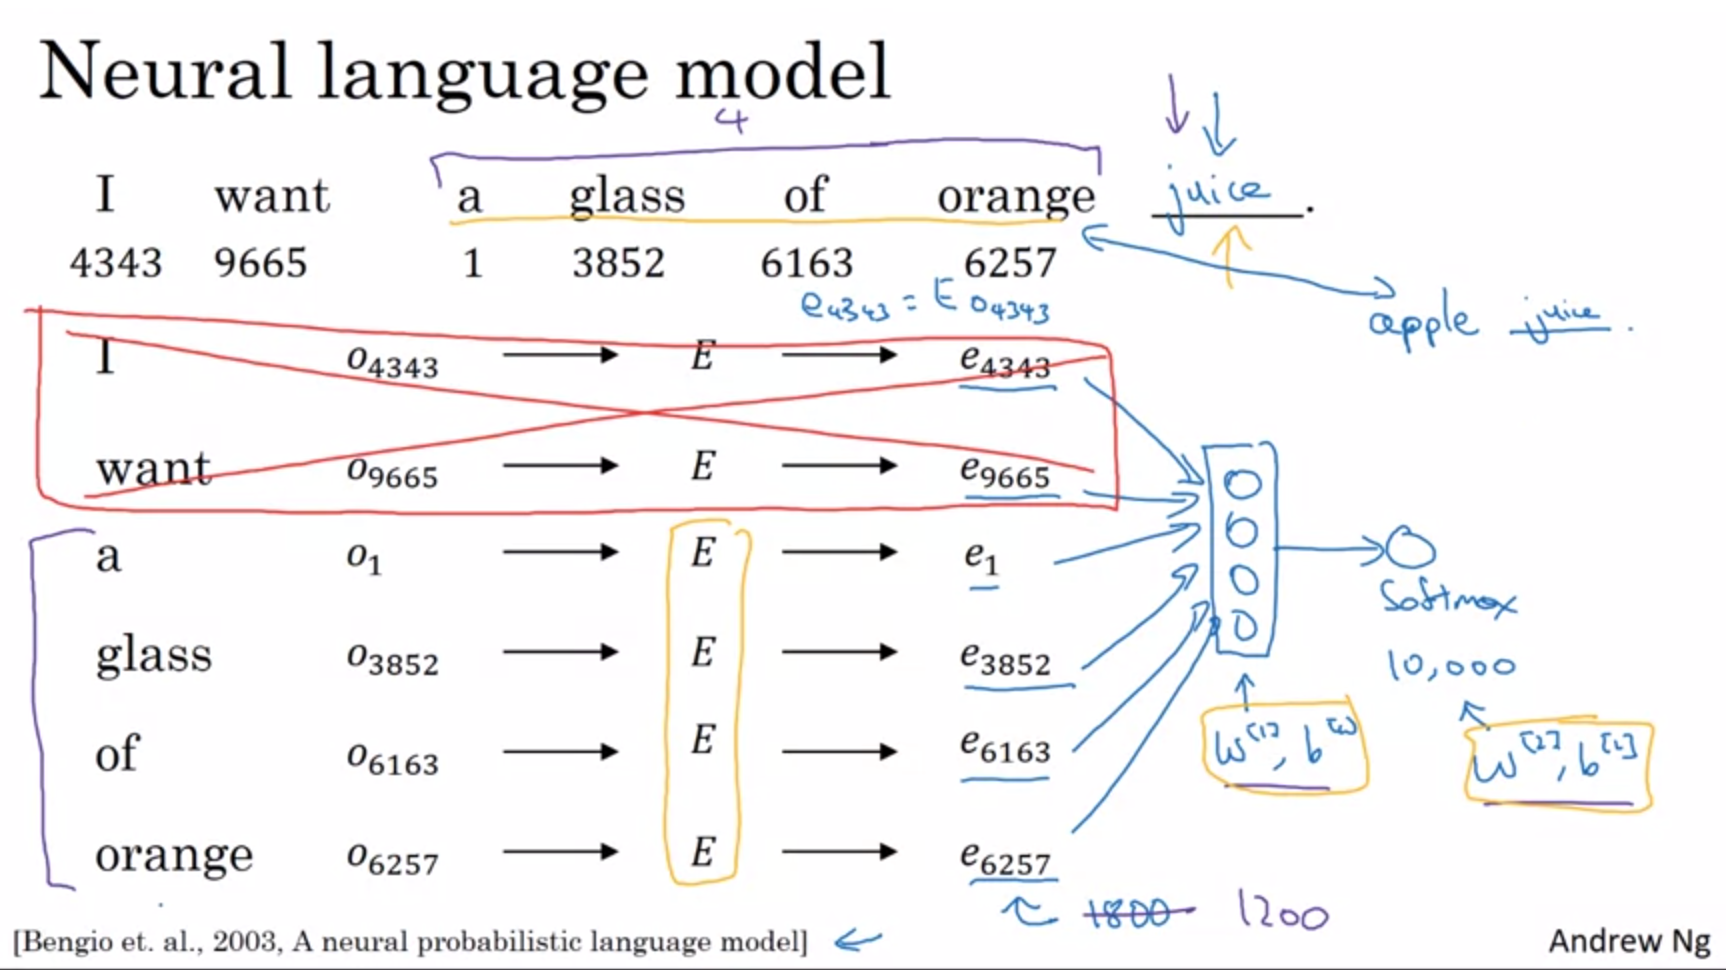 Neural language model
4
I want a glass of orange juice.
4343 9665 1 3852 6163 6257
e₄₃₄₃ = E o₄₃₄₃
apple juice.
I o₄₃₄₃ → E → e₄₃₄₃
want o₉₆₆₅ → E → e₉₆₆₅
a o₁ → E → e₁
glass o₃₈₅₂ → E → e₃₈₅₂
of o₆₁₆₃ → E → e₆₁₆₃
orange o₆₂₅₇ → E → e₆₂₅₇
Softmax
10,000
W^[1], b^[1]
W^[2], b^[2]
1800 1200
[Bengio et. al., 2003, A neural probabilistic language model]
Andrew Ng